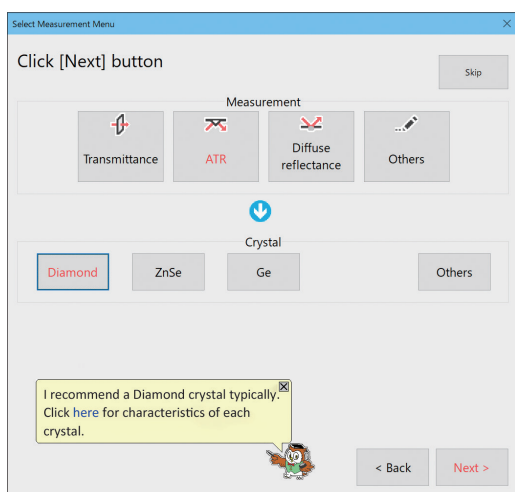 Select Measurement Menu
Click [Next] button
Skip
Measurement
Transmittance
ATR
Diffuse
reflectance
Others
Crystal
Diamond
ZnSe
Ge
Others
I recommend a Diamond crystal typically.
Click here for characteristics of each
crystal.
< Back
Next >